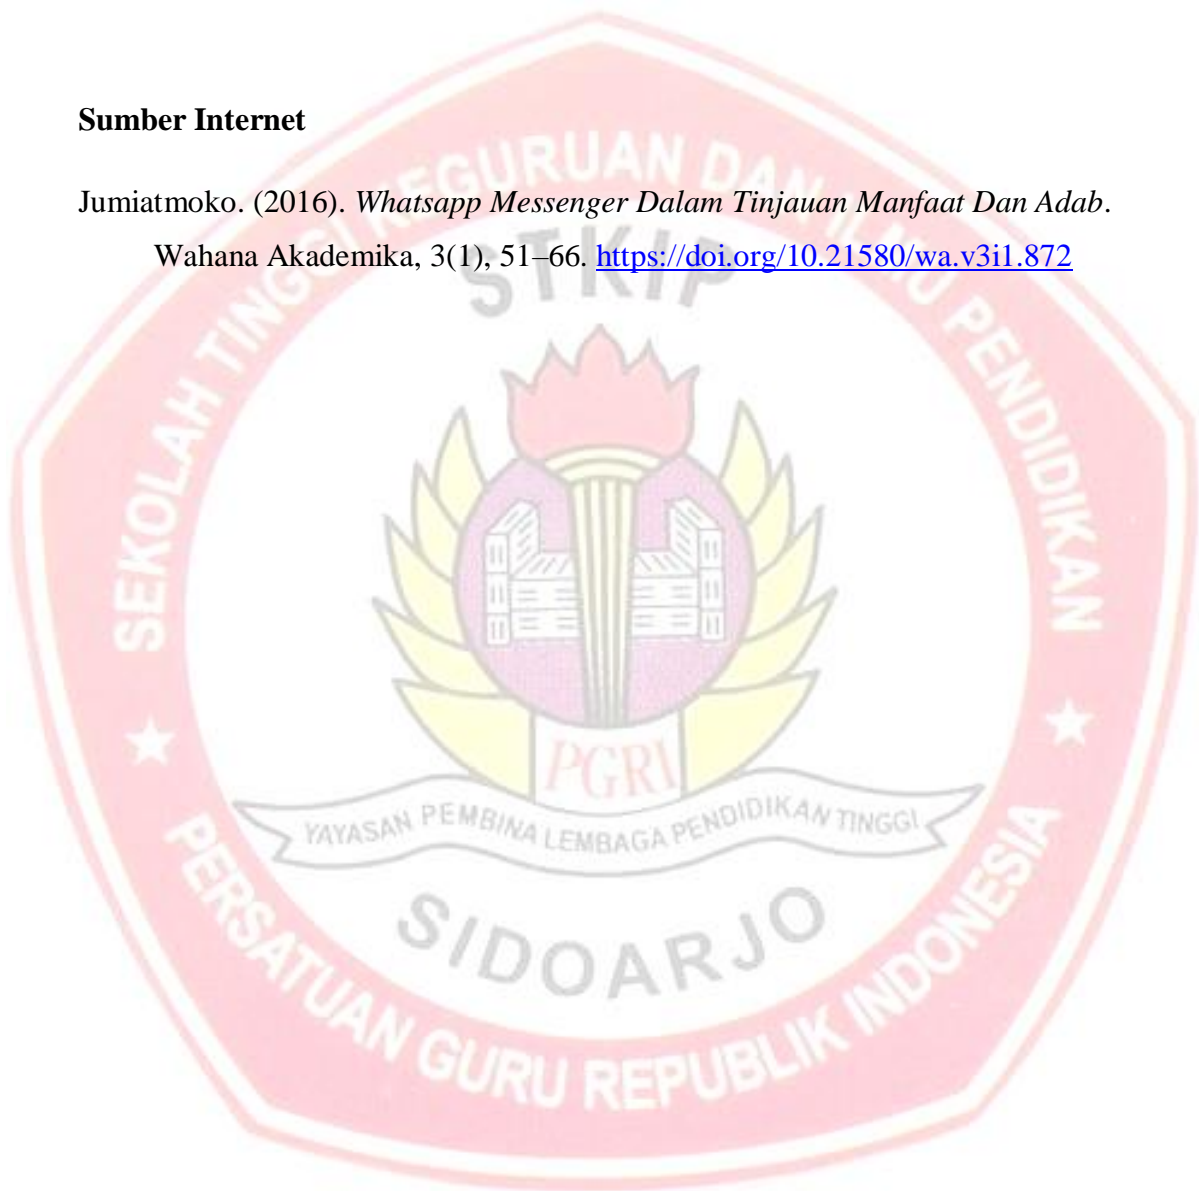 Sumber Internet
Jumiatmoko. (2016). Whatsapp Messenger Dalam Tinjauan Manfaat Dan Adab.
Wahana Akademika, 3(1), 51–66. https://doi.org/10.21580/wa.v3i1.872
SEKOLAH TINGGI KEGURUAN DAN ILMU PENDIDIKAN
STKIP
PGRI
YAYASAN PEMBINA LEMBAGA PENDIDIKAN TINGGI
SIDOARJO
PERSATUAN GURU REPUBLIK INDONESIA